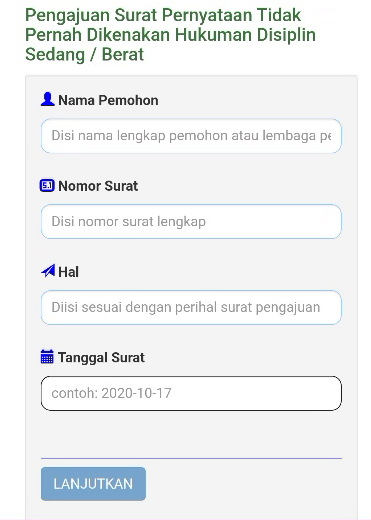 Pengajuan Surat Pernyataan Tidak
Pernah Dikenakan Hukuman Disiplin
Sedang / Berat
Nama Pemohon
Disi nama lengkap pemohon atau lembaga pe
Nomor Surat
Disi nomor surat lengkap
Hal
Diisi sesuai dengan perihal surat pengajuan
Tanggal Surat
contoh: 2020-10-17
LANJUTKAN